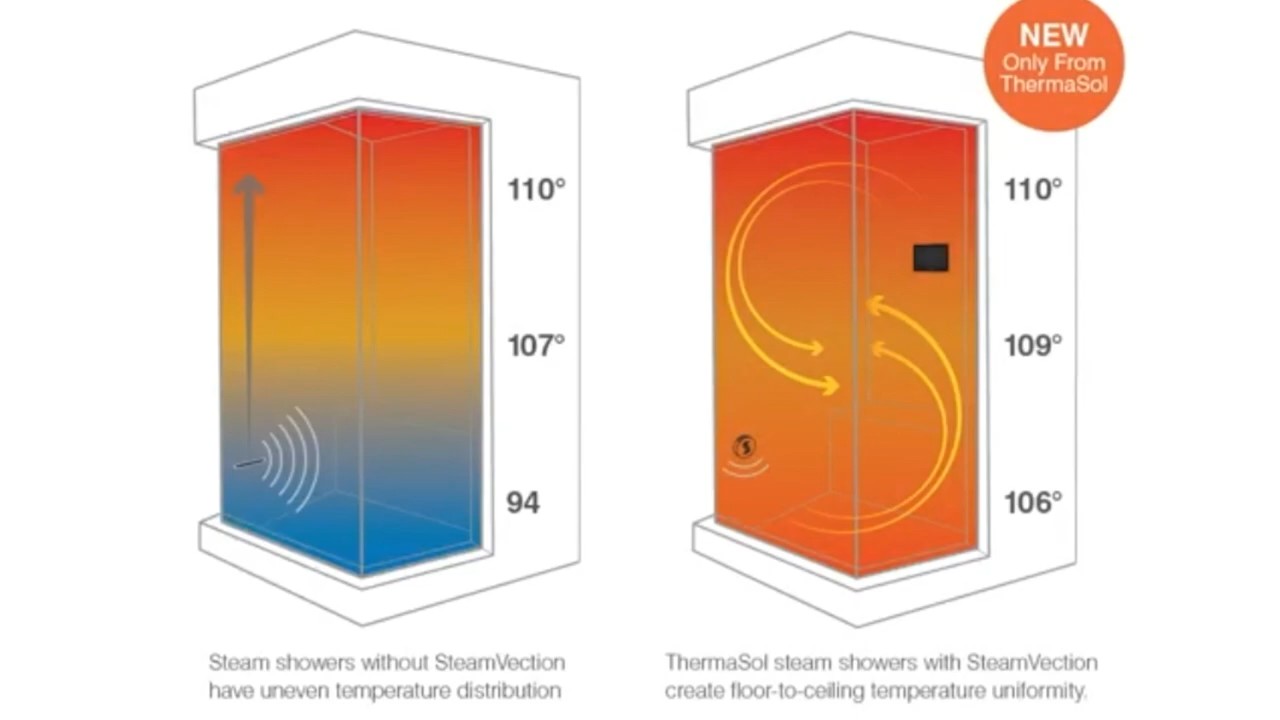 NEW
Only From
ThermaSol
110°
107°
94
110°
109°
106°
Steam showers without SteamVection
have uneven temperature distribution
ThermaSol steam showers with SteamVection
create floor-to-ceiling temperature uniformity.